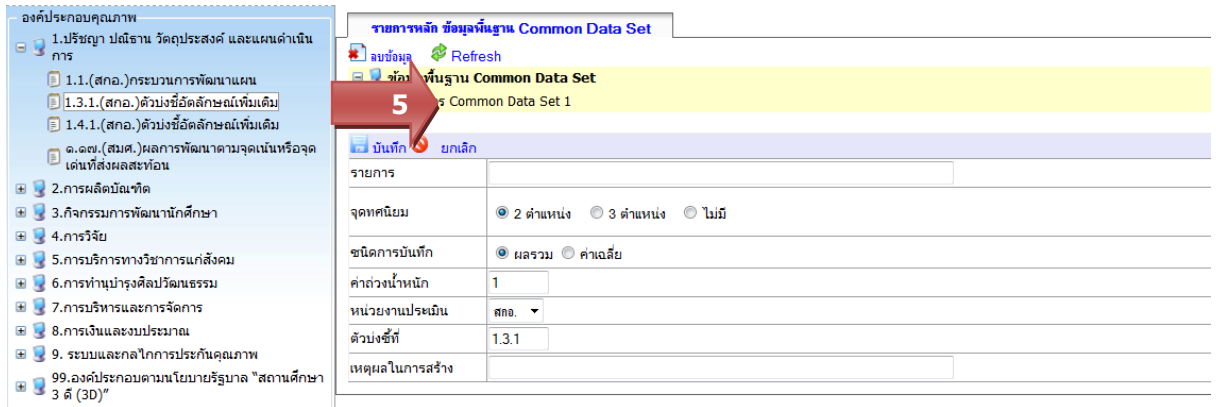 องค์ประกอบคุณภาพ
1.ปรัชญา ปณิธาน วัตถุประสงค์ และแผนดำเนิน
การ
1.1.(สกอ.)กระบวนการพัฒนาแผน
1.3.1.(สกอ.)ตัวบ่งชี้อัตลักษณ์เพิ่มเติม
1.4.1.(สกอ.)ตัวบ่งชี้อัตลักษณ์เพิ่มเติม
๑.๑๗.(สมศ.)ผลการพัฒนาตามจุดเน้นหรือจุด
เด่นที่ส่งผลสะท้อน
2.การผลิตบัณฑิต
3.กิจกรรมการพัฒนานักศึกษา
4.การวิจัย
5.การบริการทางวิชาการแก่สังคม
6.การทำนุบำรุงศิลปวัฒนธรรม
7.การบริหารและการจัดการ
8.การเงินและงบประมาณ
9. ระบบและกลไกการประกันคุณภาพ
99.องค์ประกอบตามนโยบายรัฐบาล "สถานศึกษา
3 ดี (3D)"
รายการหลัก ข้อมูลพื้นฐาน Common Data Set
ลบข้อมูล Refresh
ข้อมูลพื้นฐาน Common Data Set
5 ร Common Data Set 1
บันทึก ยกเลิก
รายการ
จุดทศนิยม 2 ตำแหน่ง 3 ตำแหน่ง ไม่มี
ชนิดการบันทึก ผลรวม ค่าเฉลี่ย
ค่าถ่วงน้ำหนัก 1
หน่วยงานประเมิน สกอ.
ตัวบ่งชี้ที่ 1.3.1
เหตุผลในการสร้าง